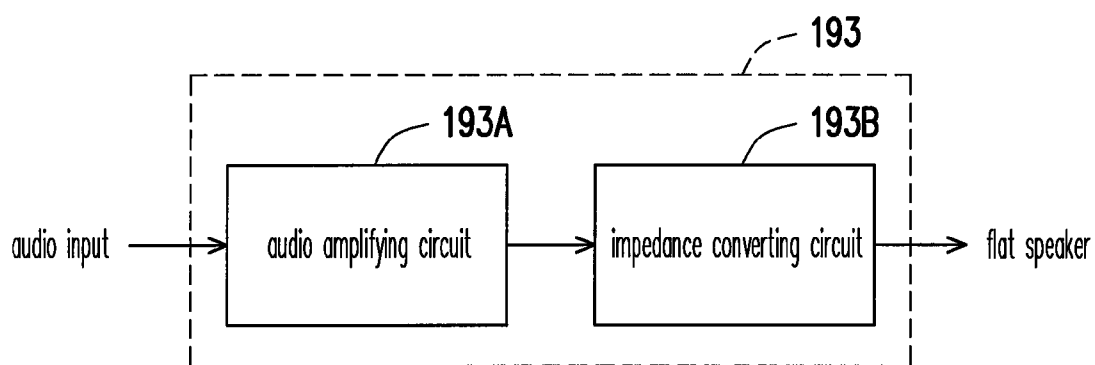 193
193A
193B
audio input
audio amplifying circuit
impedance converting circuit
flat speaker